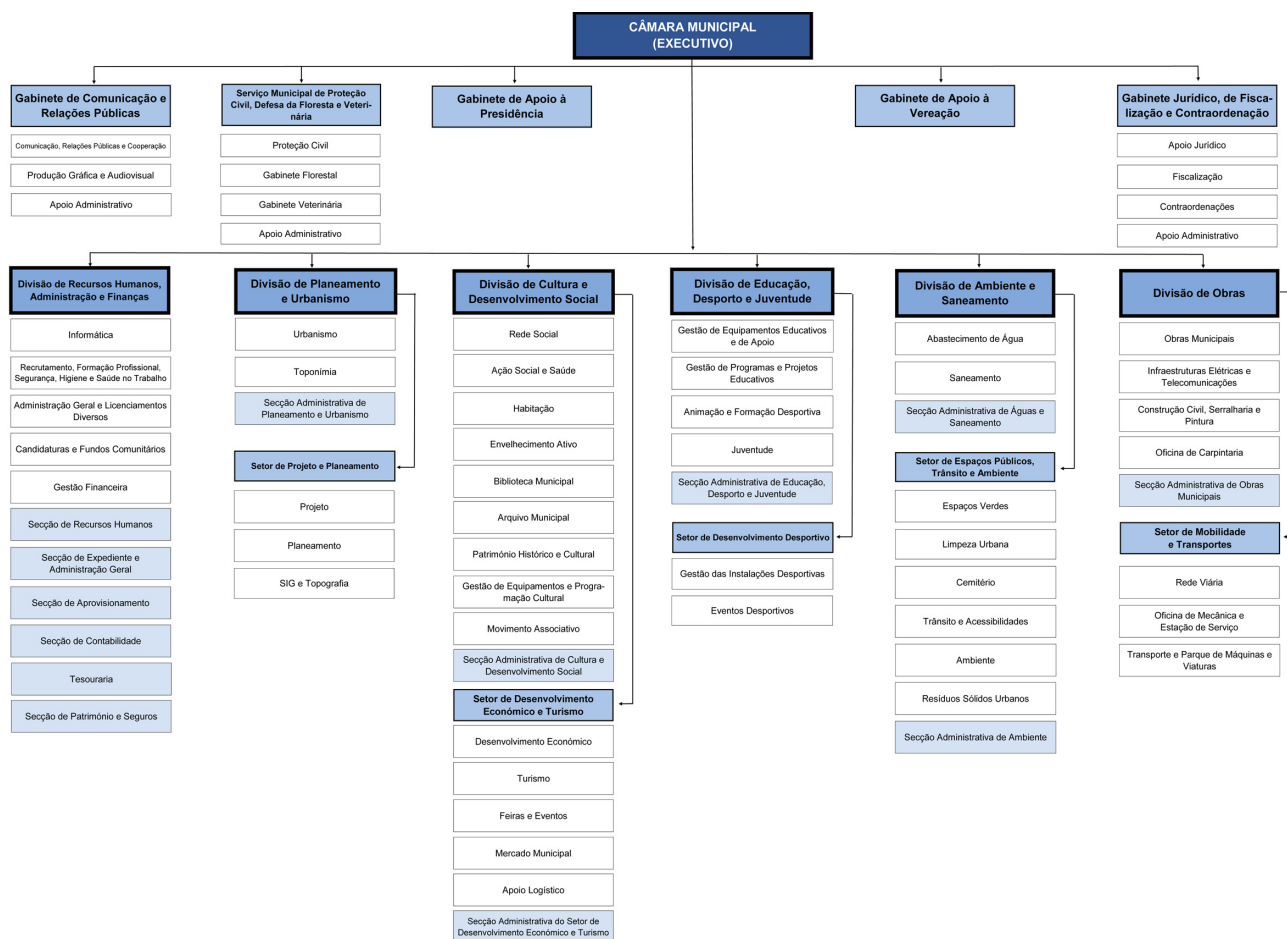 CÂMARA MUNICIPAL
(EXECUTIVO)
Gabinete de Comunicação e
Relações Públicas
Comunicação, Relações Públicas e Cooperação
Produção Gráfica e Audiovisual
Apoio Administrativo
Serviço Municipal de Proteção
Civil, Defesa da Floresta e Veteri-
nária
Proteção Civil
Gabinete Florestal
Gabinete Veterinária
Apoio Administrativo
Gabinete de Apoio à
Presidência
Gabinete de Apoio à
Vereação
Gabinete Jurídico, de Fisca-
lização e Contraordenação
Apoio Jurídico
Fiscalização
Contraordenações
Apoio Administrativo
Divisão de Recursos Humanos,
Administração e Finanças
Informática
Recrutamento, Formação Profissional,
Segurança, Higiene e Saúde no Trabalho
Administração Geral e Licenciamentos
Diversos
Candidaturas e Fundos Comunitários
Gestão Financeira
Secção de Recursos Humanos
Secção de Expediente e
Administração Geral
Secção de Aprovisionamento
Secção de Contabilidade
Tesouraria
Secção de Património e Seguros
Divisão de Planeamento
e Urbanismo
Urbanismo
Toponímia
Secção Administrativa de
Planeamento e Urbanismo
Setor de Projeto e Planeamento
Projeto
Planeamento
SIG e Topografia
Divisão de Cultura e
Desenvolvimento Social
Rede Social
Ação Social e Saúde
Habitação
Envelhecimento Ativo
Biblioteca Municipal
Arquivo Municipal
Património Histórico e Cultural
Gestão de Equipamentos e Progra-
mação Cultural
Movimento Associativo
Secção Administrativa de Cultura e
Desenvolvimento Social
Setor de Desenvolvimento
Económico e Turismo
Desenvolvimento Económico
Turismo
Feiras e Eventos
Mercado Municipal
Apoio Logístico
Secção Administrativa do Setor de
Desenvolvimento Económico e Turismo
Divisão de Educação,
Desporto e Juventude
Gestão de Equipamentos Educativos
e de Apoio
Gestão de Programas e Projetos
Educativos
Animação e Formação Desportiva
Juventude
Secção Administrativa de Educação,
Desporto e Juventude
Setor de Desenvolvimento Desportivo
Gestão das Instalações Desportivas
Eventos Desportivos
Divisão de Ambiente e
Saneamento
Abastecimento de Água
Saneamento
Secção Administrativa de Águas e
Saneamento
Setor de Espaços Públicos,
Trânsito e Ambiente
Espaços Verdes
Limpeza Urbana
Cemitério
Trânsito e Acessibilidades
Ambiente
Resíduos Sólidos Urbanos
Secção Administrativa de Ambiente
Divisão de Obras
Obras Municipais
Infraestruturas Elétricas e
Telecomunicações
Construção Civil, Serralharia e
Pintura
Oficina de Carpintaria
Secção Administrativa de Obras
Municipais
Setor de Mobilidade
e Transportes
Rede Viária
Oficina de Mecânica e
Estação de Serviço
Transporte e Parque de Máquinas e
Viaturas